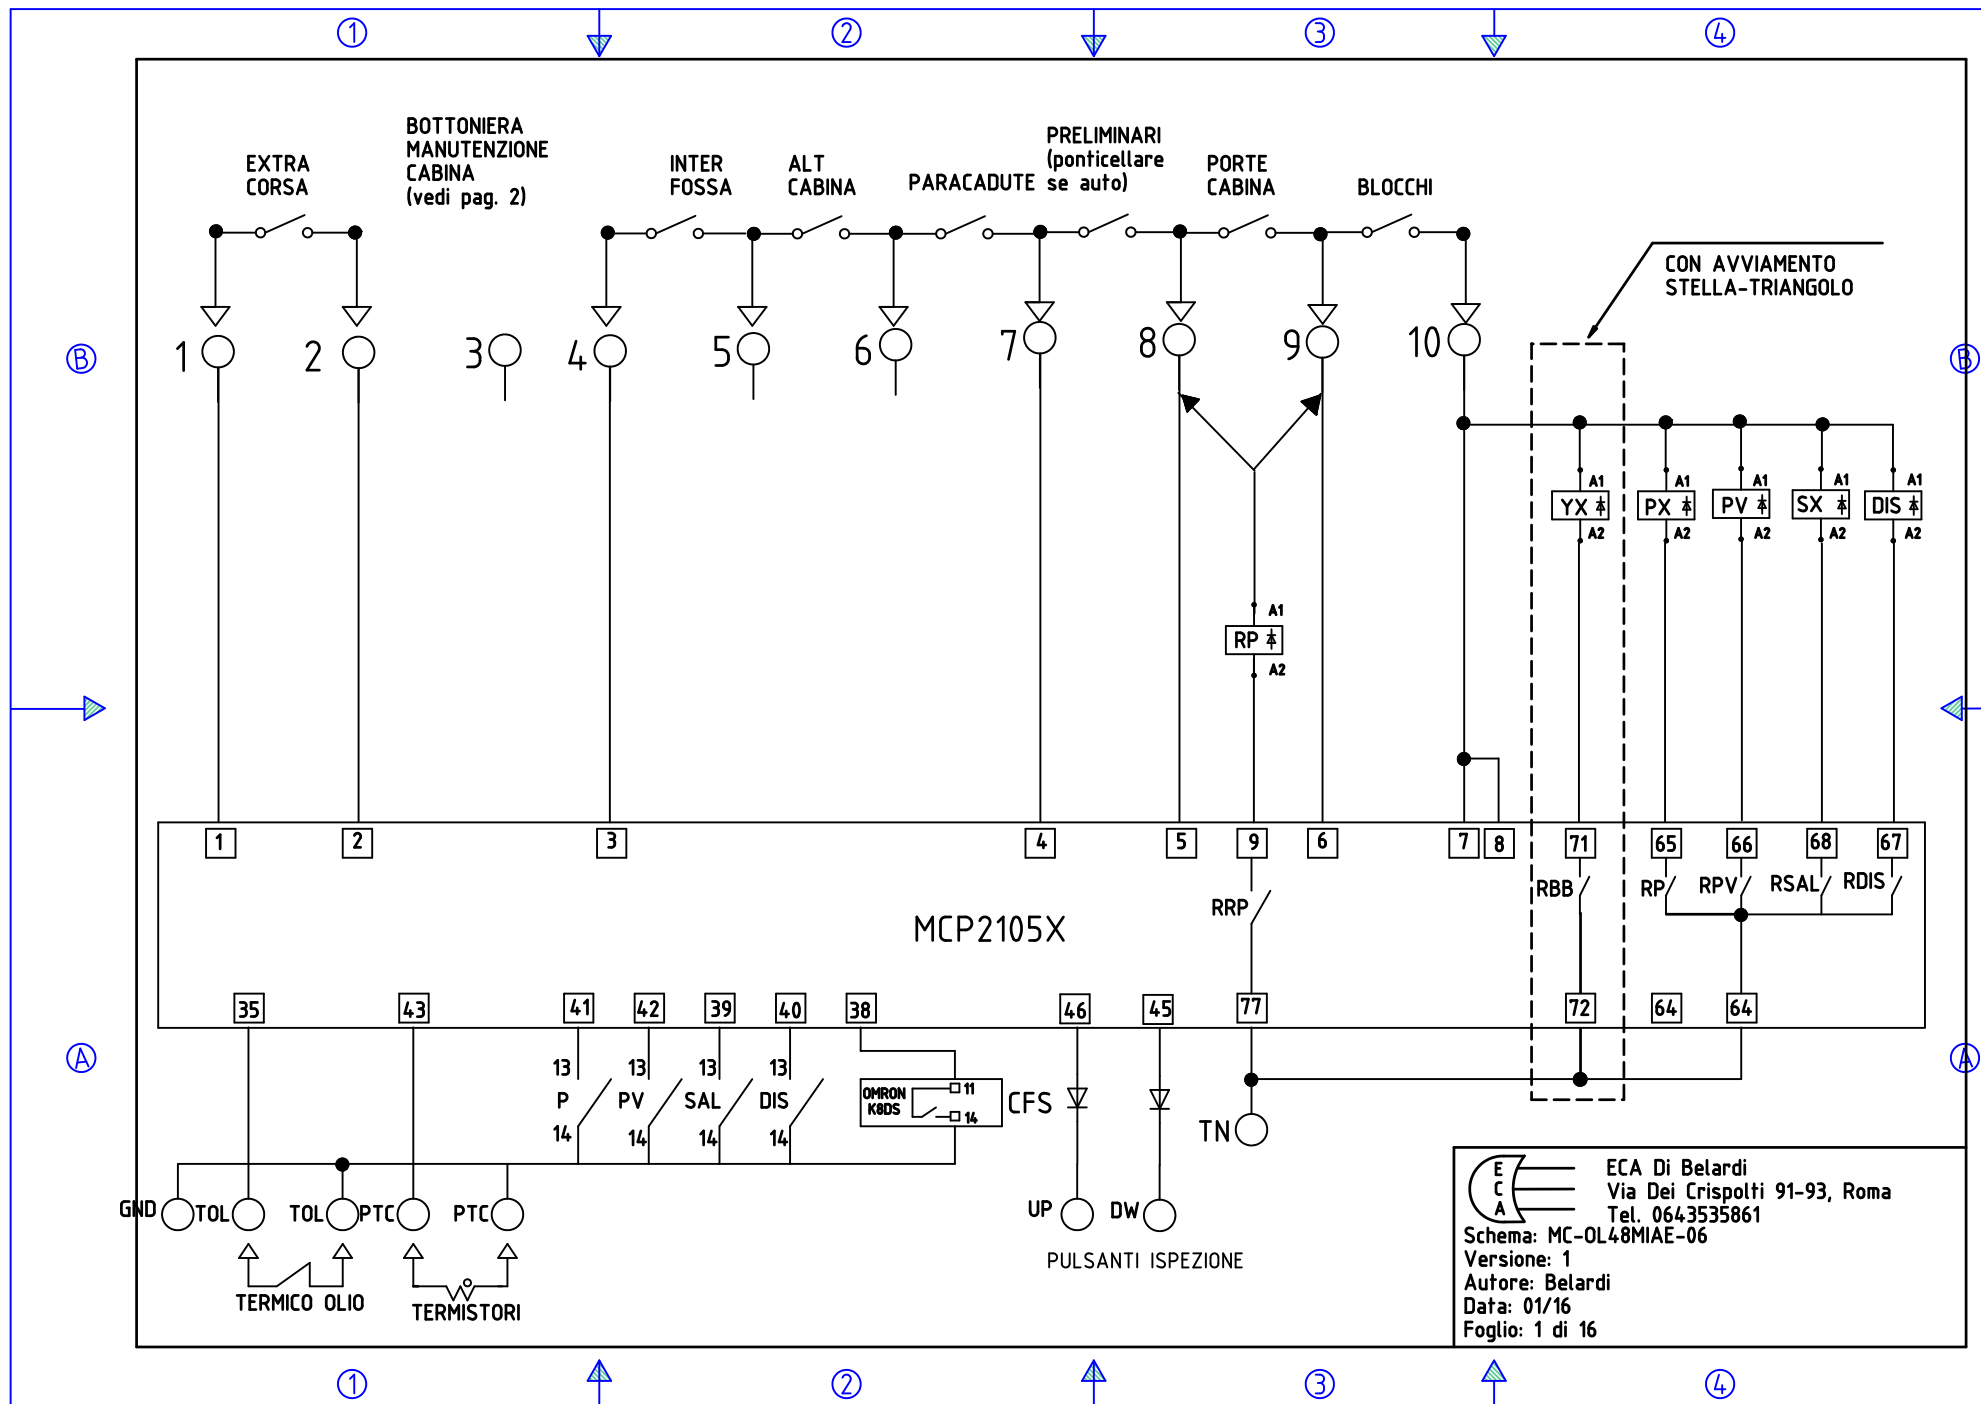 1 2 3 4
EXTRA
CORSA
BOTTONIERA
MANUTENZIONE
CABINA
(vedi pag. 2)
INTER
FOSSA
ALT
CABINA
PARACADUTE
PRELIMINARI
(ponticellare
se auto)
PORTE
CABINA
BLOCCHI
CON AVVIAMENTO
STELLA-TRIANGOLO
B B
1 2 3 4 5 6 7 8 9 10
A1 A1 A1 A1 A1
YX PX PV SX DIS
A2 A2 A2 A2 A2
A1
RP
A2
1 2 3 4 5 9 6 7 8 71 65 66 68 67
RRP RBB RP RPV RSAL RDIS
MCP2105X
35 43 41 42 39 40 38 46 45 77 72 64 64
A A
13 13 13 13
P PV SAL DIS
14 14 14 14
OMRON
K8DS
11
14
CFS
TN
GND TOL TOL PTC PTC
UP DW
TERMICO OLIO
TERMISTORI
PULSANTI ISPEZIONE
E
C
A
ECA Di Belardi
Via Dei Crispolti 91-93, Roma
Tel. 0643535861
Schema: MC-OL48MIAE-06
Versione: 1
Autore: Belardi
Data: 01/16
Foglio: 1 di 16
1 2 3 4